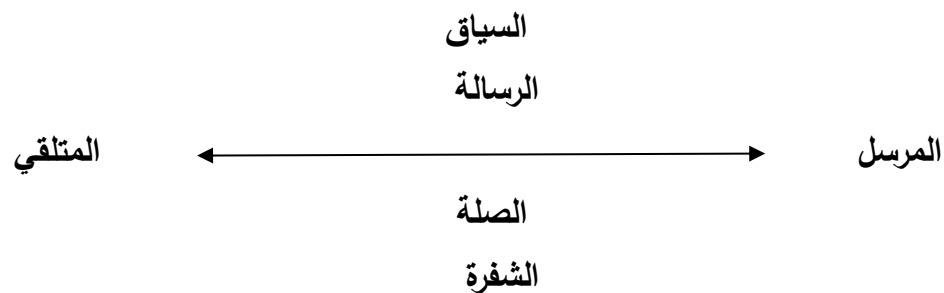 السياق
الرسالة
المرسل المتلقي
الصلة
الشفرة